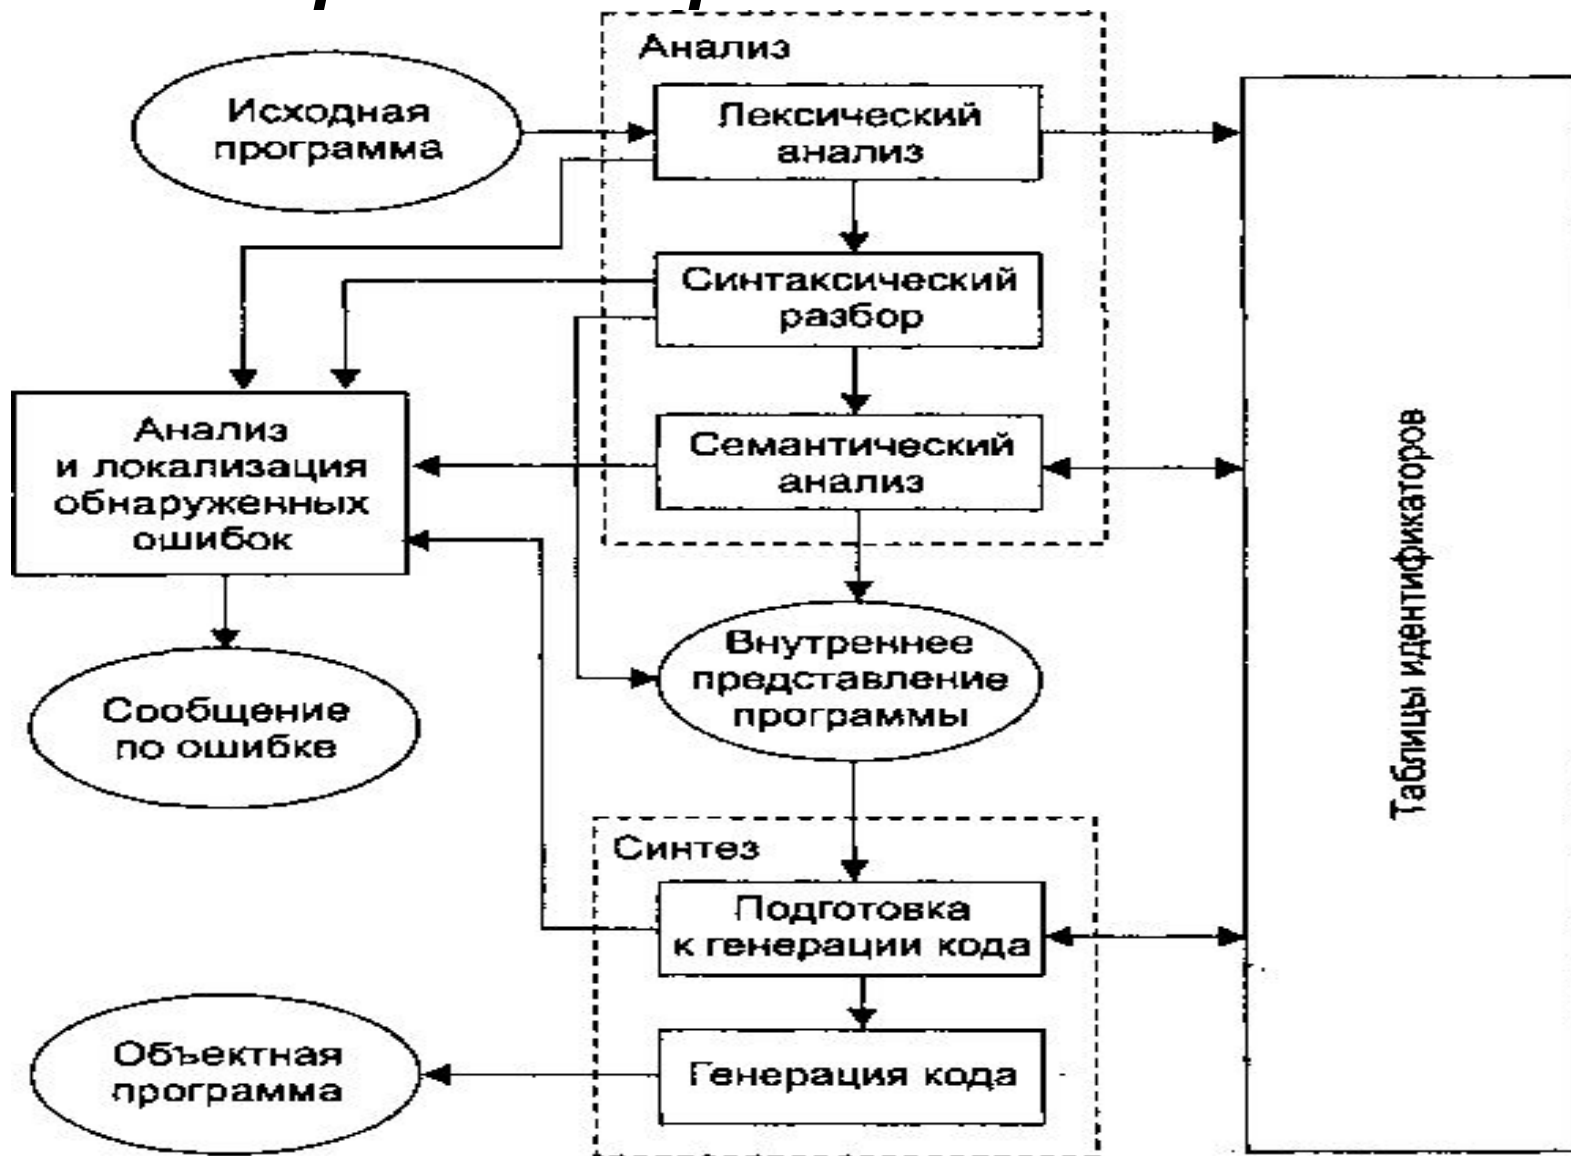 Анализ
Исходная
программа
Лексический
анализ
Синтаксический
разбор
Анализ
и локализация
обнаруженных
ошибок
Семантический
анализ
Внутреннее
представление
программы
Сообщение
по ошибке
Синтез
Подготовка
к генерации кода
Объектная
программа
Генерация кода
Таблицы идентификаторов